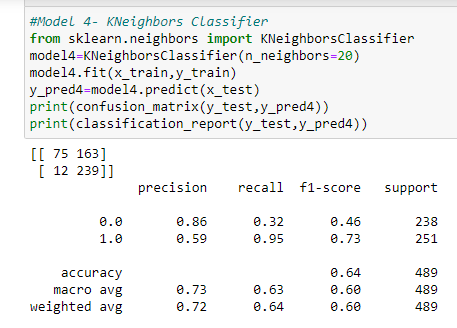 #Model 4- KNeighbors Classifier
from sklearn.neighbors import KNeighborsClassifier
model4=KNeighborsClassifier(n_neighbors=20)
model4.fit(x_train,y_train)
y_pred4=model4.predict(x_test)
print(confusion_matrix(y_test,y_pred4))
print(classification_report(y_test,y_pred4))
[[ 75 163]
 [ 12 239]]
              precision    recall  f1-score   support
         0.0       0.86      0.32      0.46       238
         1.0       0.59      0.95      0.73       251
    accuracy                           0.64       489
   macro avg       0.73      0.63      0.60       489
weighted avg       0.72      0.64      0.60       489